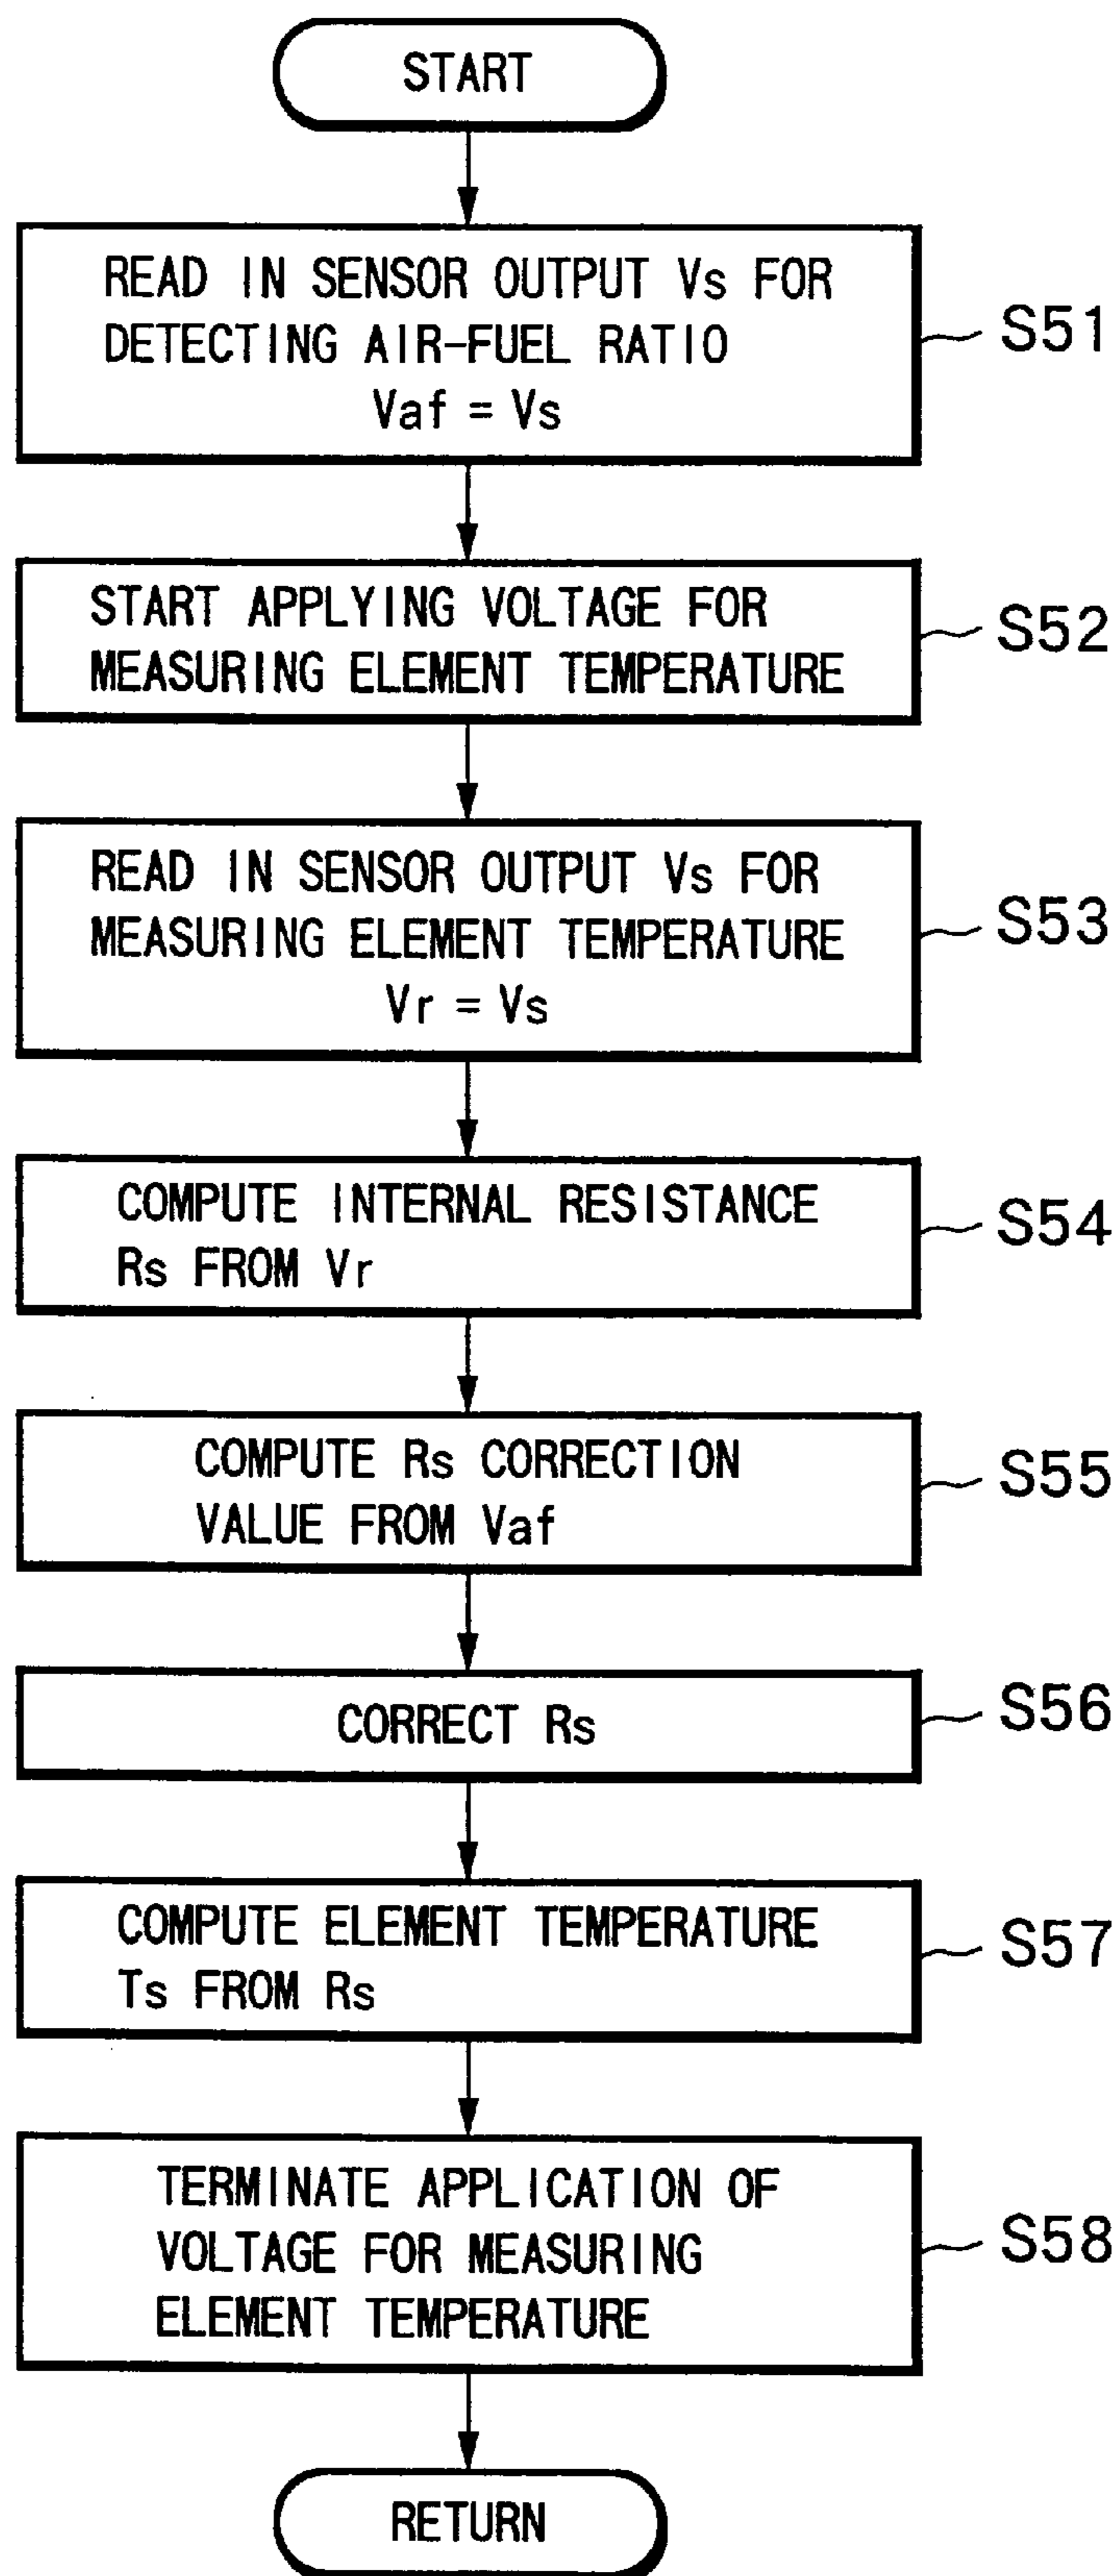 START
READ IN SENSOR OUTPUT Vs FOR
DETECTING AIR-FUEL RATIO
Vaf = Vs
S51
START APPLYING VOLTAGE FOR
MEASURING ELEMENT TEMPERATURE
S52
READ IN SENSOR OUTPUT Vs FOR
MEASURING ELEMENT TEMPERATURE
Vr = Vs
S53
COMPUTE INTERNAL RESISTANCE
Rs FROM Vr
S54
COMPUTE Rs CORRECTION
VALUE FROM Vaf
S55
CORRECT Rs
S56
COMPUTE ELEMENT TEMPERATURE
Ts FROM Rs
S57
TERMINATE APPLICATION OF
VOLTAGE FOR MEASURING
ELEMENT TEMPERATURE
S58
RETURN